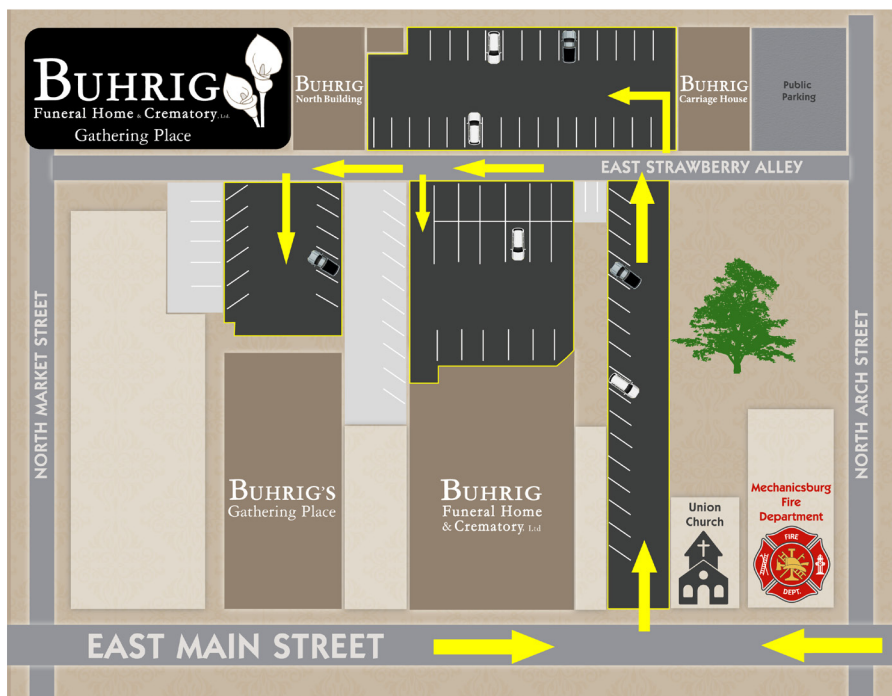 BUHRIG
Funeral Home & Crematory, Ltd.
Gathering Place
BUHRIG
North Building
BUHRIG
Carriage House
Public
Parking
EAST STRAWBERRY ALLEY
NORTH MARKET STREET
NORTH ARCH STREET
BUHRIG'S
Gathering Place
BUHRIG
Funeral Home
& Crematory, Ltd
Union
Church
Mechanicsburg
Fire
Department
FIRE
DEPT.
EAST MAIN STREET